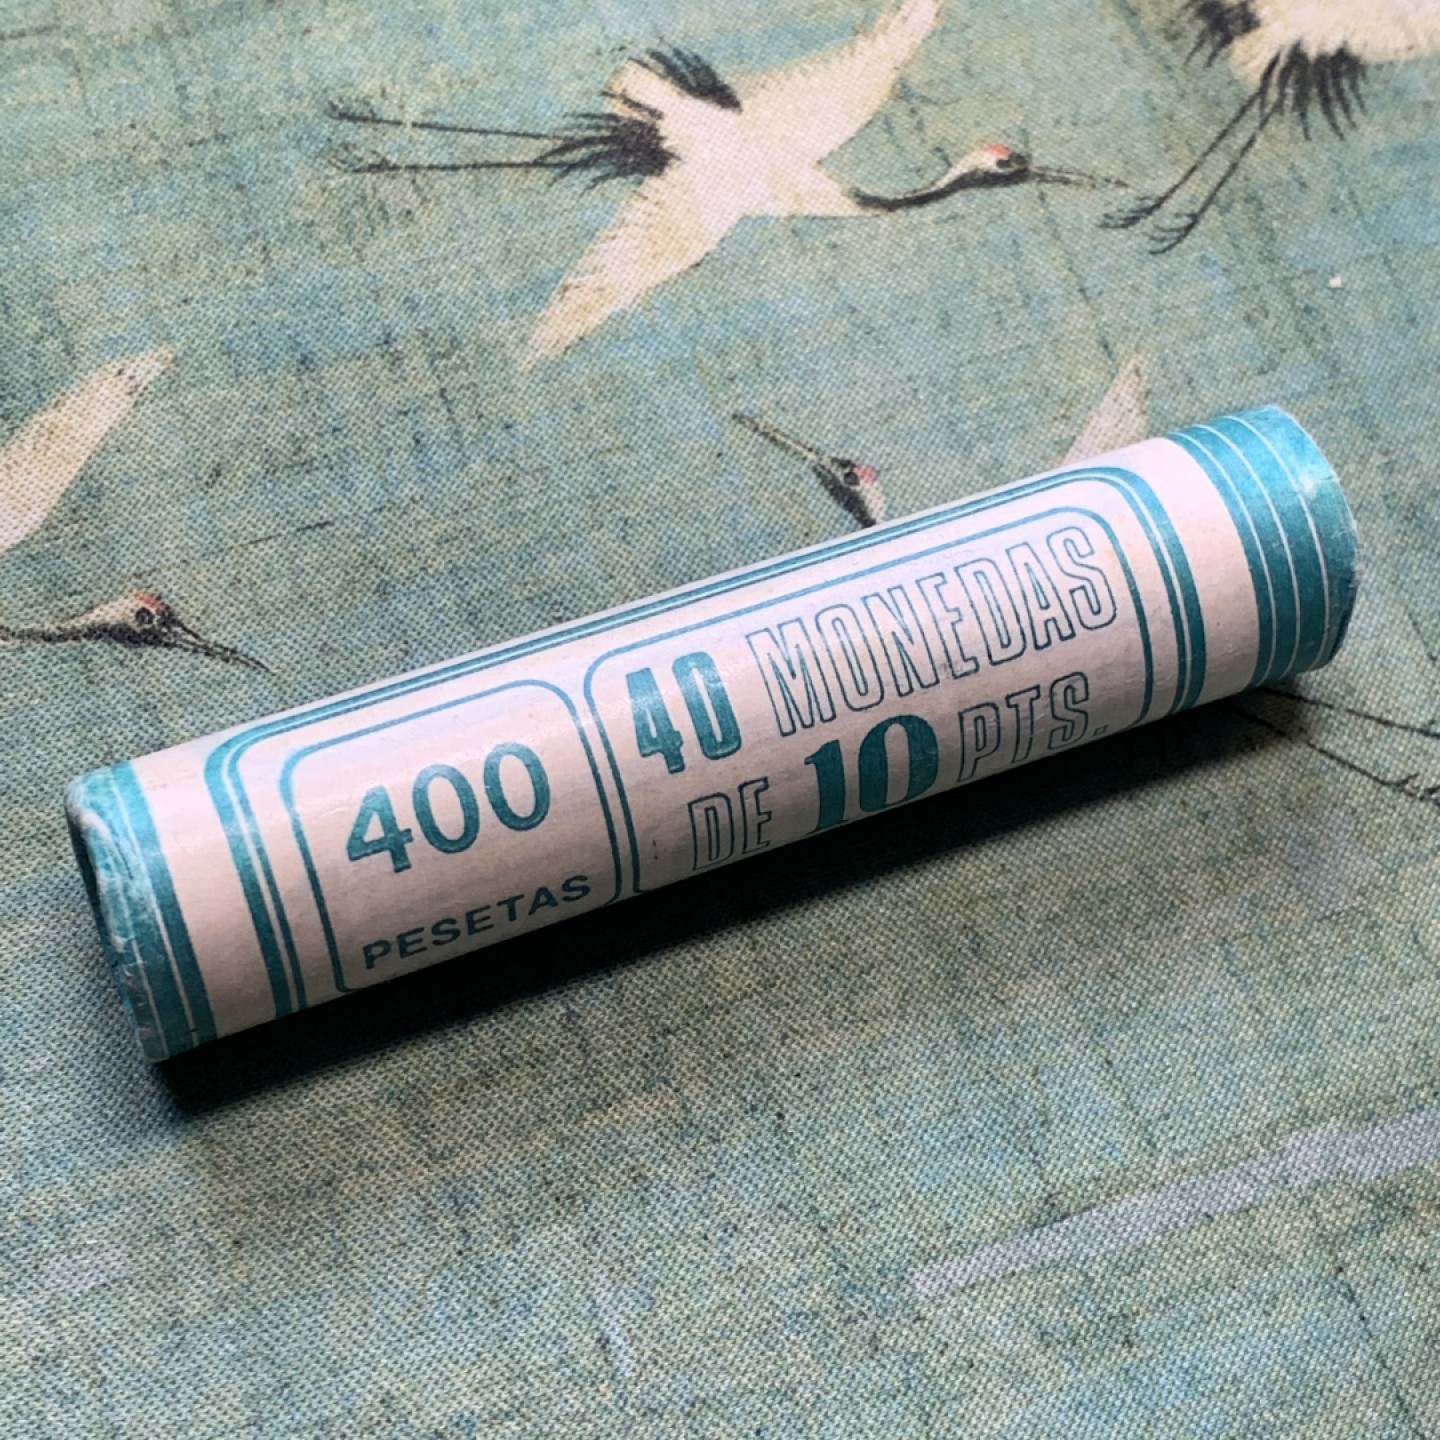 400
PESETAS
40 MONEDAS
DE 10 PTS.